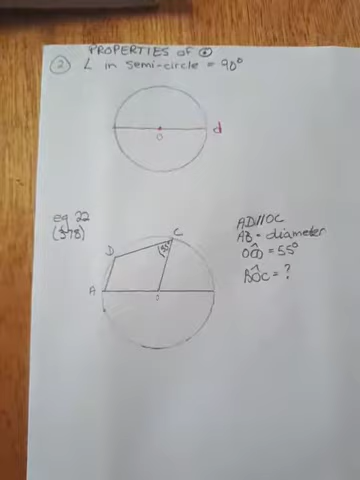 PROPERTIES of ⊙
② L in semi-circle = 90°
O
d
eg 22
(378)
AD//OC
AB = diameter
OĈD = 55°
BÔC = ?
C
D
55°
A
O